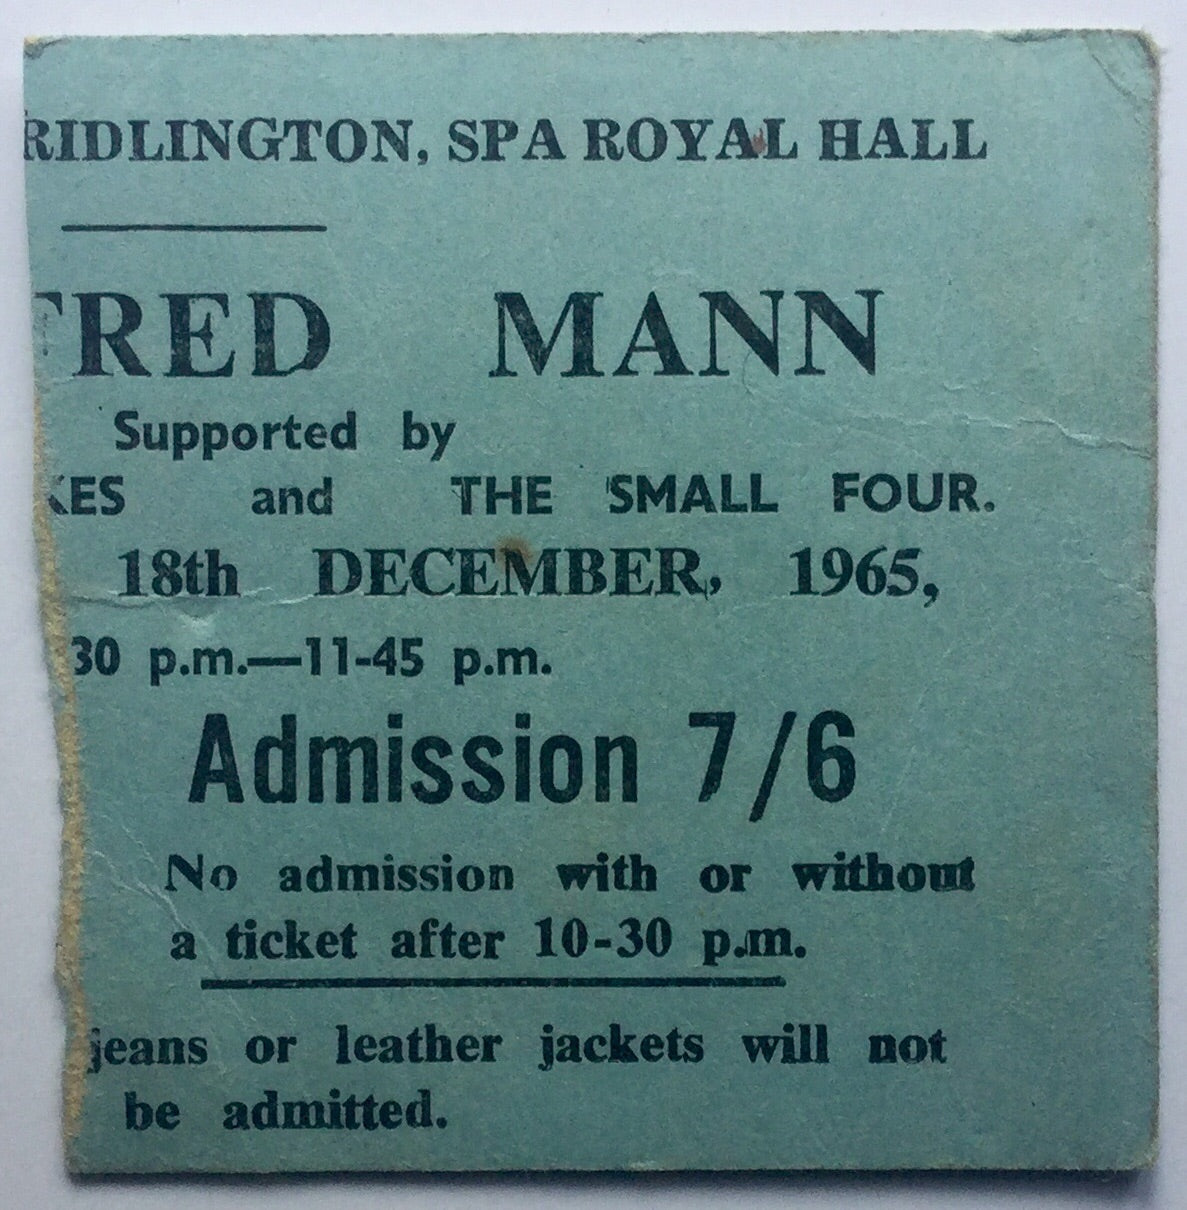 RIDLINGTON, SPA ROYAL HALL
FRED MANN
Supported by
KES and THE SMALL FOUR.
18th DECEMBER, 1965,
30 p.m.—11-45 p.m.
Admission 7/6
No admission with or without
a ticket after 10-30 p.m.
jeans or leather jackets will not
be admitted.